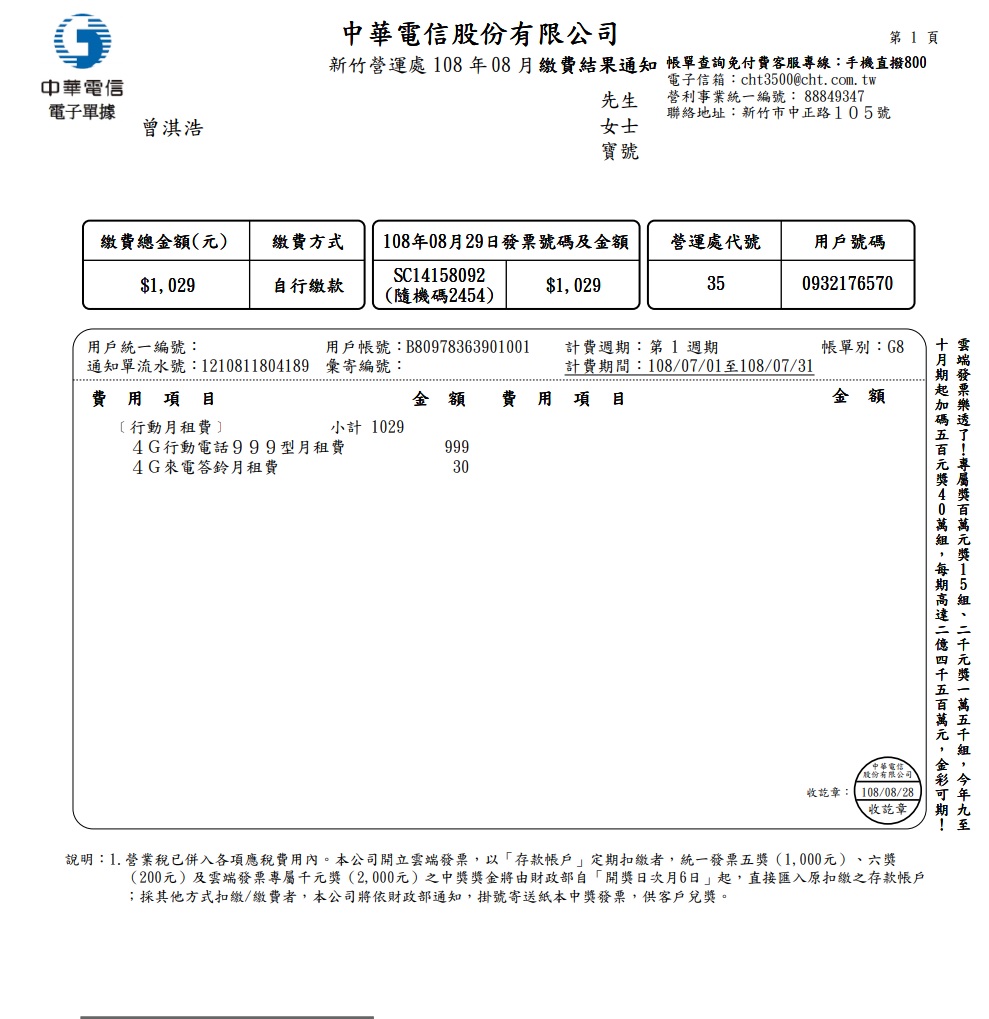 中華電信
電子單據
中華電信股份有限公司
第 1 頁
新竹營運處 108 年 08 月 繳費結果通知
帳單查詢免付費客服專線：手機直撥800
電子信箱：cht3500@cht.com.tw
營利事業統一編號： 88849347
聯絡地址：新竹市中正路１０５號
曾淇浩
先生
女士
寶號
繳費總金額(元) 繳費方式 108年08月29日發票號碼及金額 營運處代號 用戶號碼
$1,029 自行繳款 SC14158092 $1,029 35 0932176570
(隨機碼2454)
用戶統一編號： 用戶帳號：B80978363901001 計費週期：第 1 週期 帳單別：G8
通知單流水號：1210811804189 彙寄編號： 計費期間：108/07/01至108/07/31
費 用 項 目 金 額 費 用 項 目 金 額
〔行動月租費〕 小計 1029
４Ｇ行動電話９９９型月租費 999
４Ｇ來電答鈴月租費 30
雲端發票樂透了！專屬獎百萬元獎15組、二千元獎一萬五千組，今年九至
十月期起加碼五百元獎40萬組，每期高達二億四千五百萬元，金彩可期！
收訖章：
中華電信
股份有限公司
108/08/28
收訖章
說明：1.營業稅已併入各項應稅費用內。本公司開立雲端發票，以「存款帳戶」定期扣繳者，統一發票五獎（1,000元）、六獎
（200元）及雲端發票專屬千元獎（2,000元）之中獎獎金將由財政部自「開獎日次月6日」起，直接匯入原扣繳之存款帳戶
；採其他方式扣繳/繳費者，本公司將依財政部通知，掛號寄送紙本中獎發票，供客戶兌獎。